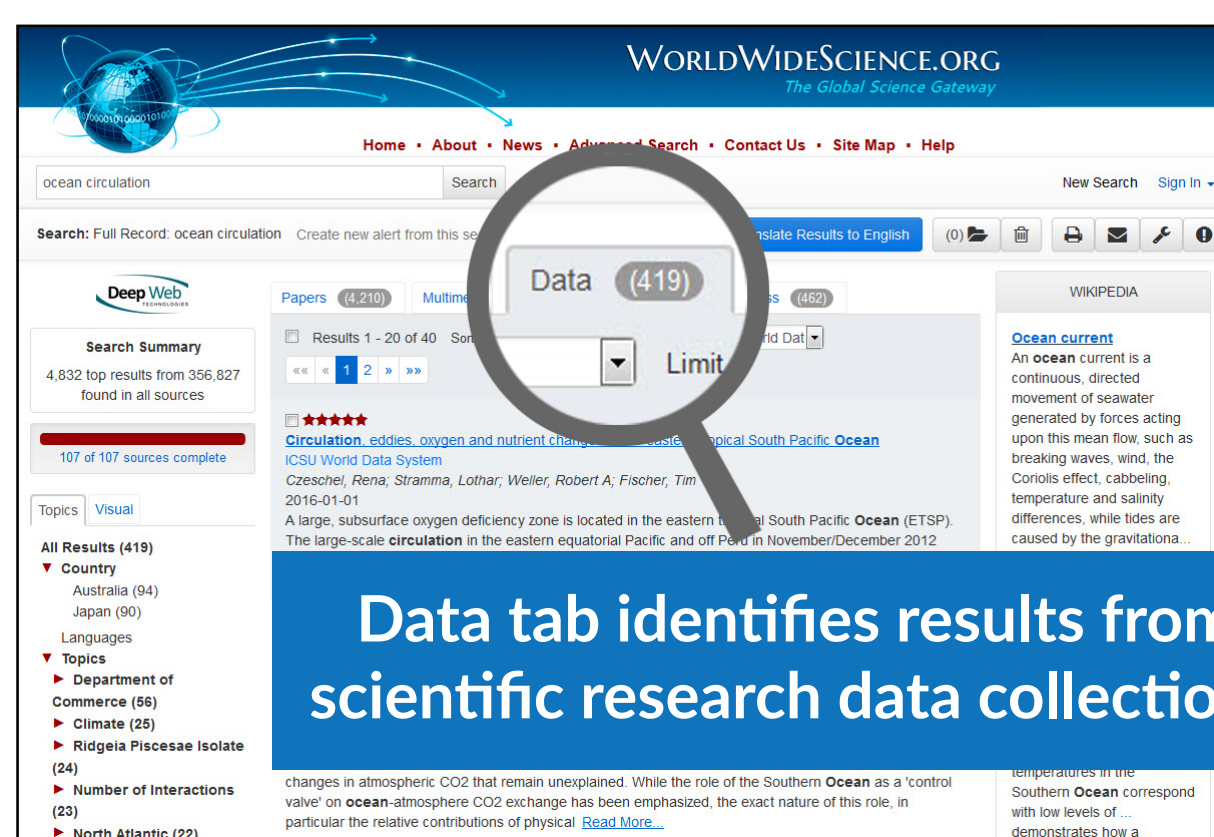 WORLDWIDESCIENCE.ORG
The Global Science Gateway
Home · About · News · Advanced Search · Contact Us · Site Map · Help
ocean circulation Search New Search Sign In
Search: Full Record: ocean circulation Create new alert from this Results to English (0)
Deep Web
TECHNOLOGIES
Search Summary
4,832 top results from 356,827
found in all sources
107 of 107 sources complete
Topics Visual
All Results (419)
▼ Country
Australia (94)
Japan (90)
Languages
▼ Topics
► Department of
Commerce (56)
► Climate (25)
► Ridgeia Piscesae Isolate
(24)
► Number of Interactions
(23)
► North Atlantic (22)
Papers (4,210) (462)
Data (419)
Results 1 - 20 of 40
Limit
«« « 1 2 » »»
★★★★★
Circulation, eddies, oxygen and nutrient South Pacific Ocean
ICSU World Data System
Czeschel, Rena; Stramma, Lothar; Weller, Robert A; Fischer, Tim
2016-01-01
A large, subsurface oxygen deficiency zone is located in the eastern South Pacific Ocean (ETSP).
The large-scale circulation in the eastern equatorial Pacific and off Peru in November/December 2012
Data tab identifies results
scientific research data
changes in atmospheric CO2 that remain unexplained. While the role of the Southern Ocean as a 'control
valve' on ocean-atmosphere CO2 exchange has been emphasized, the exact nature of this role, in
particular the relative contributions of physical Read More...
WIKIPEDIA
Ocean current
An ocean current is a
continuous, directed
movement of seawater
generated by forces acting
upon this mean flow, such as
breaking waves, wind, the
Coriolis effect, cabbeling,
temperature and salinity
differences, while tides are
caused by the gravitationa...
temperatures in the
Southern Ocean correspond
with low levels of ...
demonstrates how a